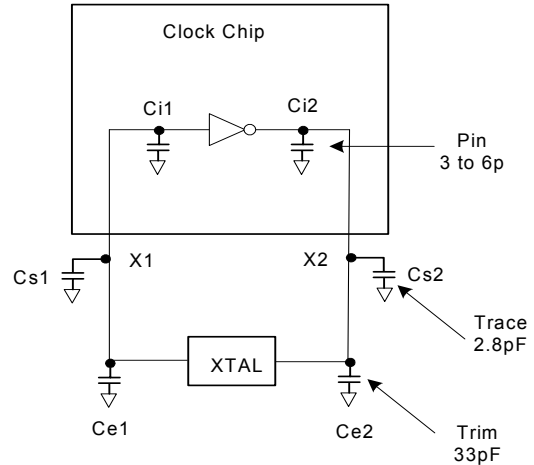 Clock Chip
Ci1
Ci2
Pin
3 to 6p
X1
X2
Cs1
Cs2
Trace
2.8pF
XTAL
Ce1
Ce2
Trim
33pF